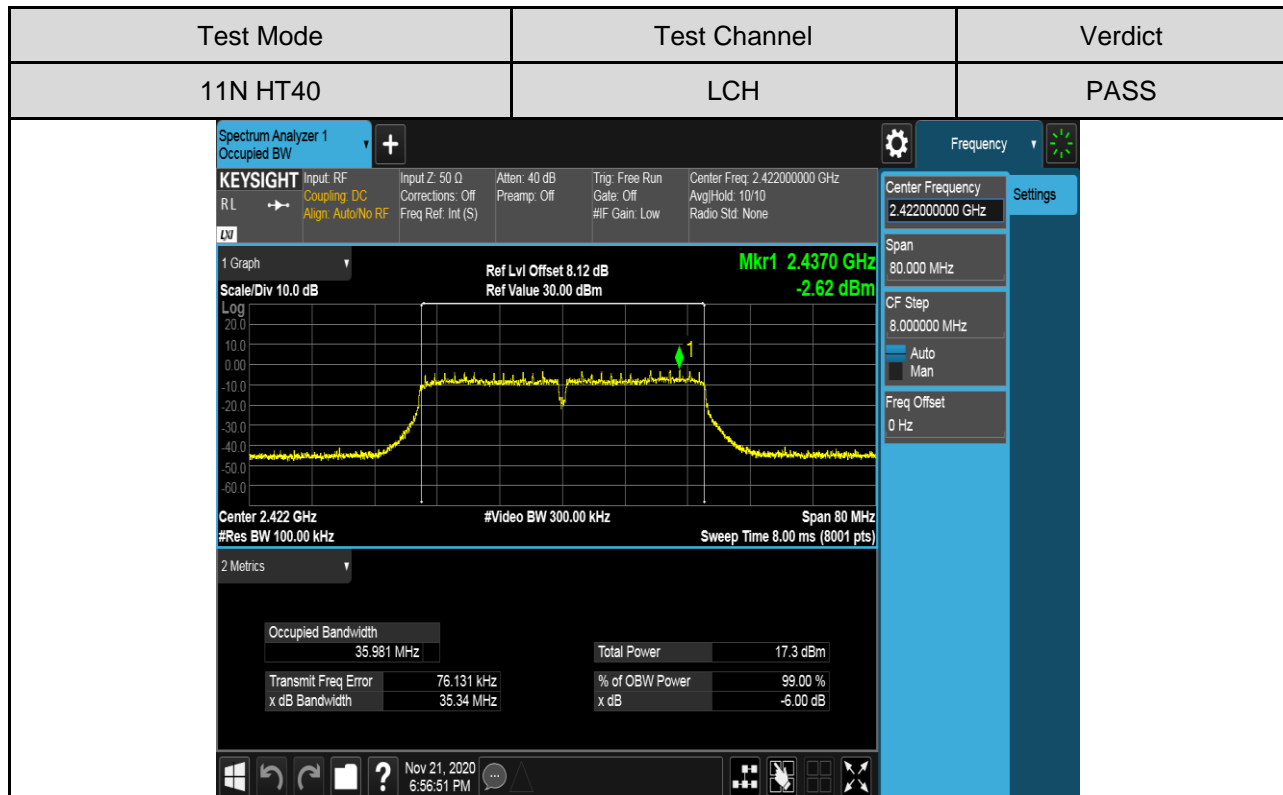 Test Mode Test Channel Verdict
11N HT40 LCH PASS
Spectrum Analyzer 1
Occupied BW
+
Frequency
KEYSIGHT Input: RF Input Z: 50 Ω Atten: 40 dB Trig: Free Run Center Freq: 2.422000000 GHz
RL Coupling: DC Corrections: Off Preamp: Off Gate: Off Avg|Hold: 10/10
Align: Auto/No RF Freq Ref: Int (S) #IF Gain: Low Radio Std: None
LXI
Center Frequency
2.422000000 GHz
Settings
Span
80.000 MHz
CF Step
8.000000 MHz
Auto
Man
Freq Offset
0 Hz
1 Graph
Scale/Div 10.0 dB
Ref Lvl Offset 8.12 dB
Ref Value 30.00 dBm
Mkr1 2.4370 GHz
-2.62 dBm
Log
20.0
10.0
0.00
-10.0
-20.0
-30.0
-40.0
-50.0
-60.0
1
Center 2.422 GHz #Video BW 300.00 kHz Span 80 MHz
#Res BW 100.00 kHz Sweep Time 8.00 ms (8001 pts)
2 Metrics
Occupied Bandwidth
35.981 MHz Total Power 17.3 dBm
Transmit Freq Error 76.131 kHz % of OBW Power 99.00 %
x dB Bandwidth 35.34 MHz x dB -6.00 dB
? Nov 21, 2020
6:56:51 PM